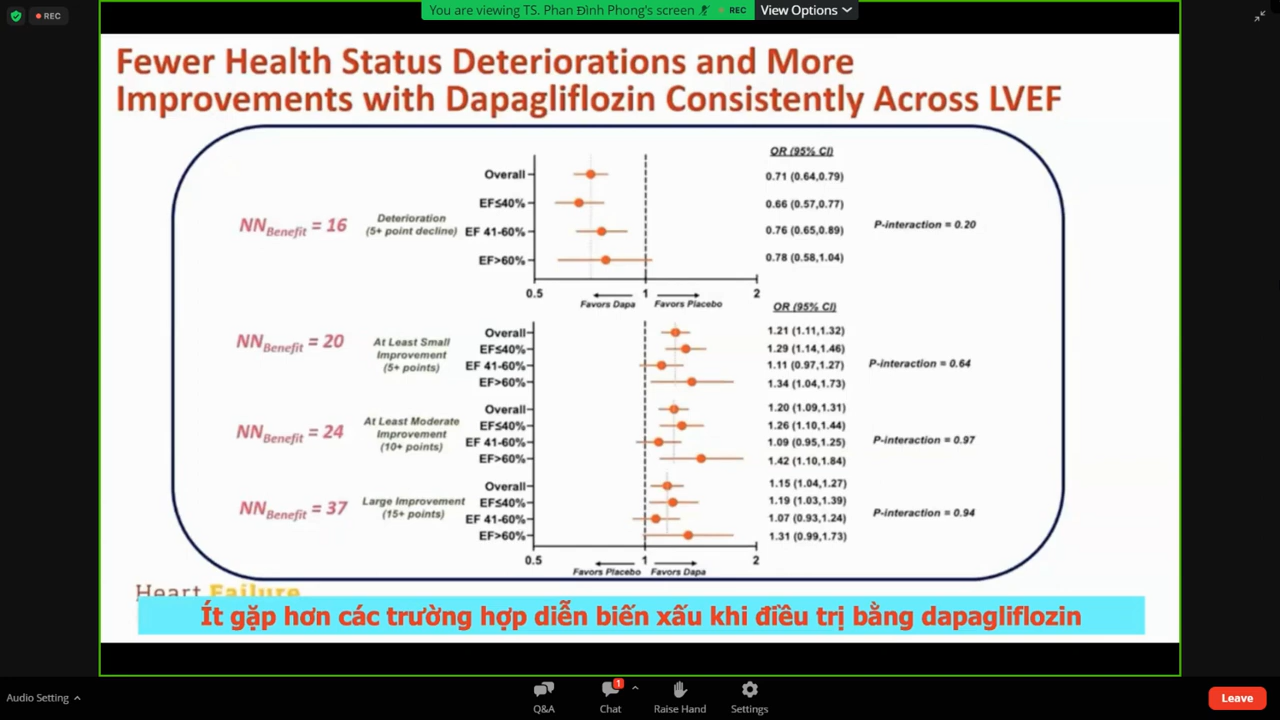 You are viewing TS. Phan Đình Phong's screen
REC
View Options
REC
Fewer Health Status Deteriorations and More
Improvements with Dapagliflozin Consistently Across LVEF
OR (95% CI)
Overall
0.71 (0.64,0.79)
EF≤40%
0.66 (0.57,0.77)
NNBenefit = 16
Deterioration
(5+ point decline)
EF 41-60%
0.76 (0.65,0.89)
P-interaction = 0.20
EF>60%
0.78 (0.58,1.04)
0.5
1
2
Favors Dapa
Favors Placebo
OR (95% CI)
Overall
1.21 (1.11,1.32)
NNBenefit = 20
At Least Small
Improvement
(5+ points)
EF≤40%
1.29 (1.14,1.46)
EF 41-60%
1.11 (0.97,1.27)
P-interaction = 0.64
EF>60%
1.34 (1.04,1.73)
Overall
1.20 (1.09,1.31)
NNBenefit = 24
At Least Moderate
Improvement
(10+ points)
EF≤40%
1.26 (1.10,1.44)
EF 41-60%
1.09 (0.95,1.25)
P-interaction = 0.97
EF>60%
1.42 (1.10,1.84)
Overall
1.15 (1.04,1.27)
NNBenefit = 37
Large Improvement
(15+ points)
EF≤40%
1.19 (1.03,1.39)
EF 41-60%
1.07 (0.93,1.24)
P-interaction = 0.94
EF>60%
1.31 (0.99,1.73)
0.5
1
2
Favors Placebo
Favors Dapa
Heart Failure
Ít gặp hơn các trường hợp diễn biến xấu khi điều trị bằng dapagliflozin
Audio Setting
Q&A
1
Chat
Raise Hand
Settings
Leave